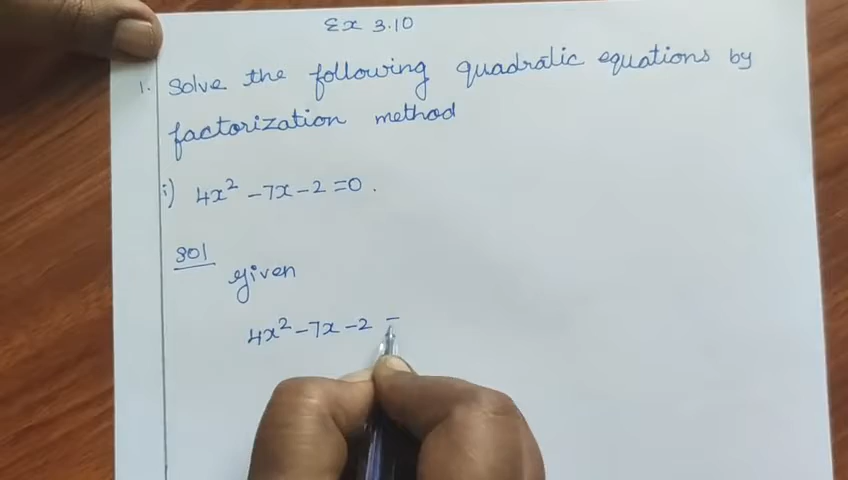 Ex 3.10
1. Solve the following quadratic equations by
factorization method
i) 4x² -7x-2 =0.
Sol
given
4x² -7x -2 -